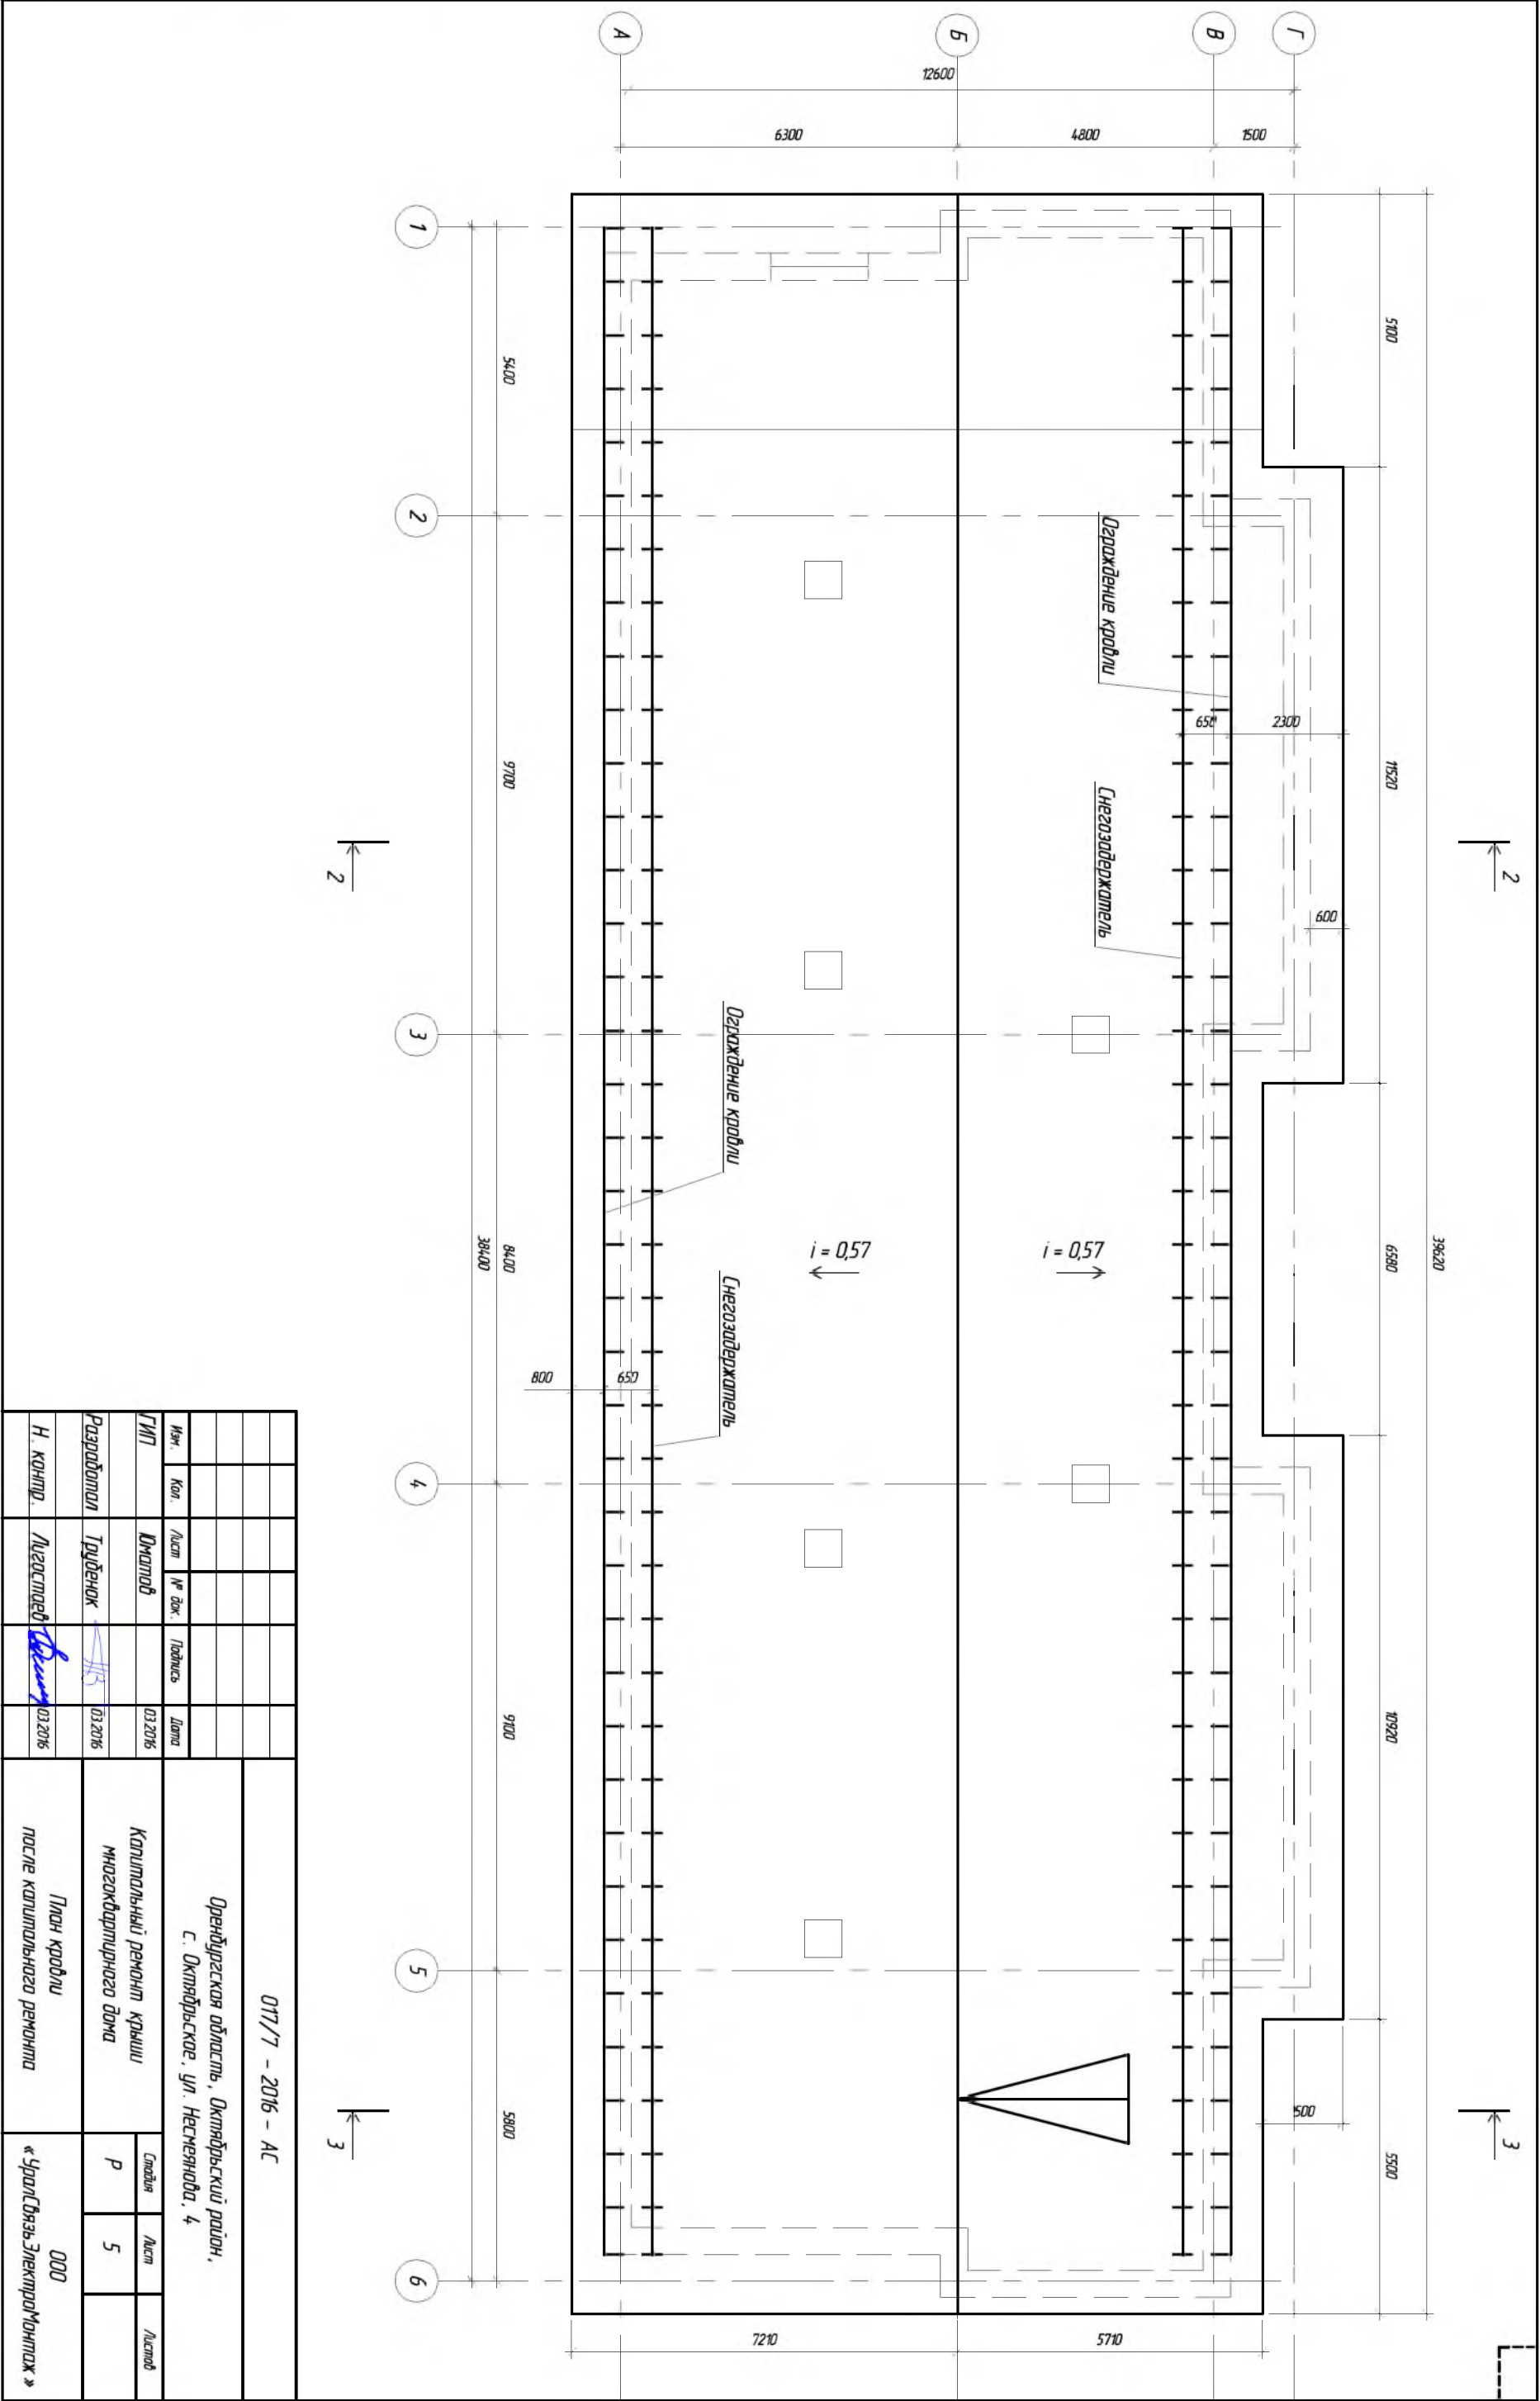 А
Б
В
Г
12600
6300
4800
1500
1
2
3
4
5
6
5400
9700
8400
9100
5800
38400
5100
11520
6580
10920
5500
39620
Ограждение кровли
Снегозадержатель
Ограждение кровли
Снегозадержатель
650
2300
600
i = 0,57
i = 0,57
800
650
500
7210
5710
2
2
3
3
017/7 - 2016 - АС
Оренбургская область, Октябрьский район,
с. Октябрьское, ул. Несмеянова, 4
Изм.
Кол.
Лист
№ док.
Подпись
Дата
ГИП
Юматов
03.2016
Разработал
Трубенок
03.2016
Н. контр.
Лигостаев
03.2016
Капитальный ремонт крыши
многоквартирного дома
Стадия
Лист
Листов
Р
5
План кровли
после капитального ремонта
ООО
«УралСвязьЭлектроМонтаж»